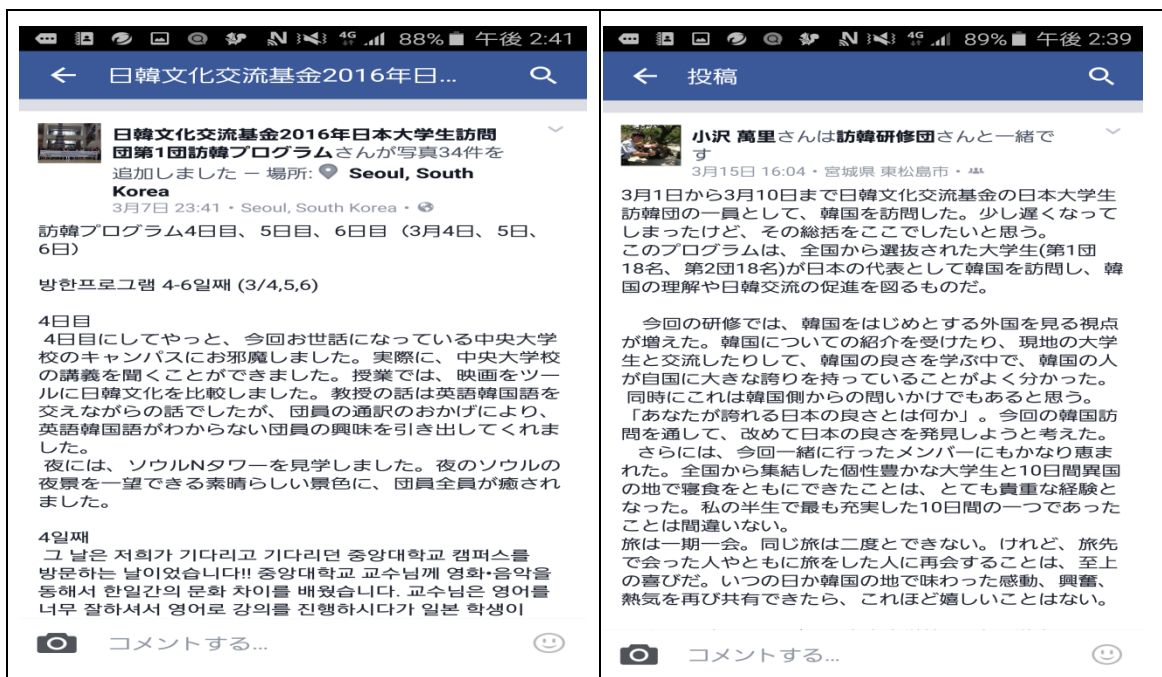 4G 88% 午後 2:41
日韓文化交流基金2016年日...
日韓文化交流基金2016年日本大学生訪問
団第1団訪韓プログラムさんが写真34件を
追加しました – 場所: Seoul, South
Korea
3月7日 23:41・Seoul, South Korea・
訪韓プログラム4日目、5日目、6日目（3月4日、5日、
6日）
방한프로그램 4-6일째 (3/4,5,6)
4日目
4日目にしてやっと、今回お世話になっている中央大学
校のキャンパスにお邪魔しました。実際に、中央大学校
の講義を聞くことができました。授業では、映画をツー
ルに日韓文化を比較しました。教授の話は英語韓国語を
交えながらの話でしたが、団員の通訳のおかげにより、
英語韓国語がわからない団員の興味を引き出してくれま
した。
夜には、ソウルNタワーを見学しました。夜のソウルの
夜景を一望できる素晴らしい景色に、団員全員が癒され
ました。
4일째
그 날은 저희가 기다리고 기다리던 중앙대학교 캠퍼스를
방문하는 날이었습니다!! 중앙대학교 교수님께 영화•음악을
통해서 한일간의 문화 차이를 배웠습니다. 교수님은 영어를
너무 잘하셔서 영어로 강의를 진행하시다가 일본 학생이
コメントする...
4G 89% 午後 2:39
投稿
小沢 萬里さんは訪韓研修団さんと一緒で
す
3月15日 16:04・宮城県 東松島市・
3月1日から3月10日まで日韓文化交流基金の日本大学生
訪韓団の一員として、韓国を訪問した。少し遅くなって
しまったけど、その総括をここでしたいと思う。
このプログラムは、全国から選抜された大学生(第1団
18名、第2団18名)が日本の代表として韓国を訪問し、韓
国の理解や日韓交流の促進を図るものだ。
今回の研修では、韓国をはじめとする外国を見る視点
が増えた。韓国についての紹介を受けたり、現地の大学
生と交流したりして、韓国の良さを学ぶ中で、韓国の人
が自国に大きな誇りを持っていることがよく分かった。
同時にこれは韓国側からの問いかけでもあると思う。
「あなたが誇れる日本の良さとは何か」。今回の韓国訪
問を通して、改めて日本の良さを発見しようと考えた。
さらには、今回一緒に行ったメンバーにもかなり恵ま
れた。全国から集結した個性豊かな大学生と10日間異国
の地で寝食をともにできたことは、とても貴重な経験と
なった。私の半生で最も充実した10日間の一つであった
ことは間違いない。
旅は一期一会。同じ旅は二度とできない。けれど、旅先
で会った人やともに旅をした人に再会することは、至上
の喜びだ。いつの日か韓国の地で味わった感動、興奮、
熱気を再び共有できたら、これほど嬉しいことはない。
コメントする...